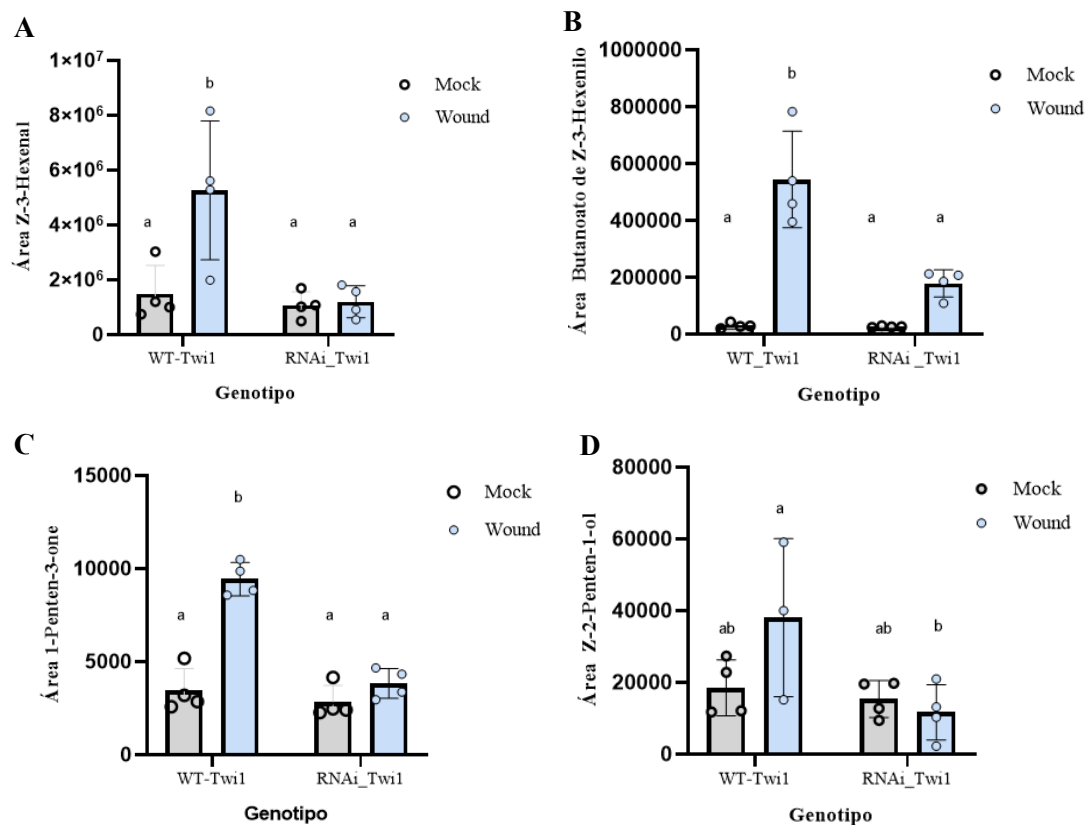 A
Área Z-3-Hexenal
1×10⁷
8×10⁶
6×10⁶
4×10⁶
2×10⁶
0
a
b
a
a
Mock
Wound
WT-Twi1
RNAi_Twi1
Genotipo
B
Área Butanoato de Z-3-Hexenilo
1000000
800000
600000
400000
200000
0
a
b
a
a
Mock
Wound
WT_Twi1
RNAi _Twi1
Genotipo
C
Área 1-Penten-3-one
15000
10000
5000
0
a
b
a
a
Mock
Wound
WT-Twi1
RNAi_Twi1
Genotipo
D
Área Z-2-Penten-1-ol
80000
60000
40000
20000
0
ab
a
ab
b
Mock
Wound
WT-Twi1
RNAi_Twi1
Genotipo